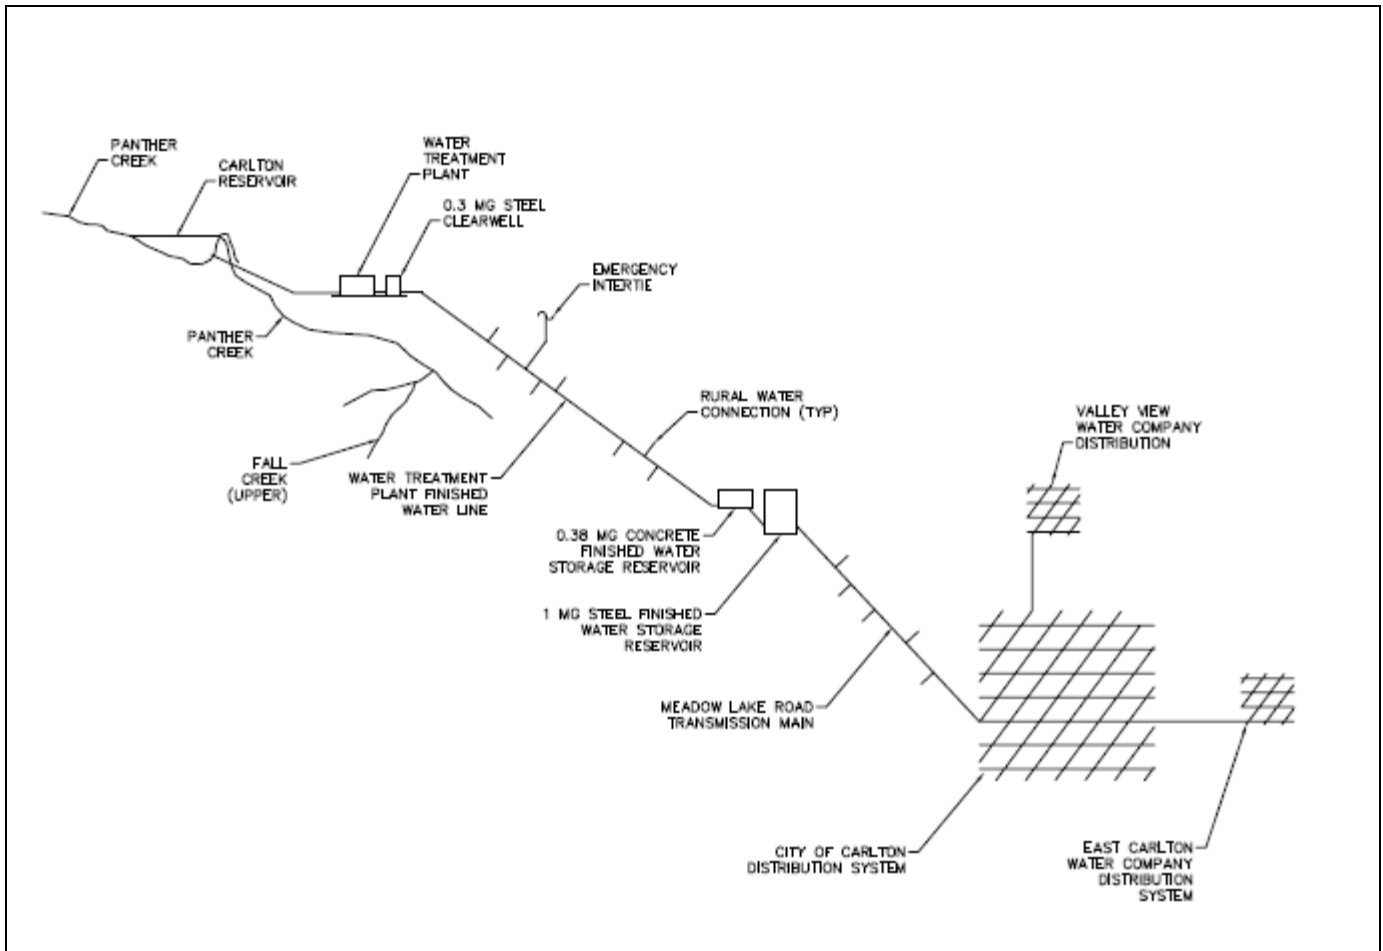 PANTHER
CREEK
CARLTON
RESERVOIR
WATER
TREATMENT
PLANT
0.3 MG STEEL
CLEARWELL
EMERGENCY
INTERTIE
PANTHER
CREEK
FALL
CREEK
(UPPER)
WATER TREATMENT
PLANT FINISHED
WATER LINE
RURAL WATER
CONNECTION (TYP)
0.38 MG CONCRETE
FINISHED WATER
STORAGE RESERVOIR
1 MG STEEL FINISHED
WATER STORAGE
RESERVOIR
MEADOW LAKE ROAD
TRANSMISSION MAIN
VALLEY VIEW
WATER COMPANY
DISTRIBUTION
CITY OF CARLTON
DISTRIBUTION SYSTEM
EAST CARLTON
WATER COMPANY
DISTRIBUTION
SYSTEM